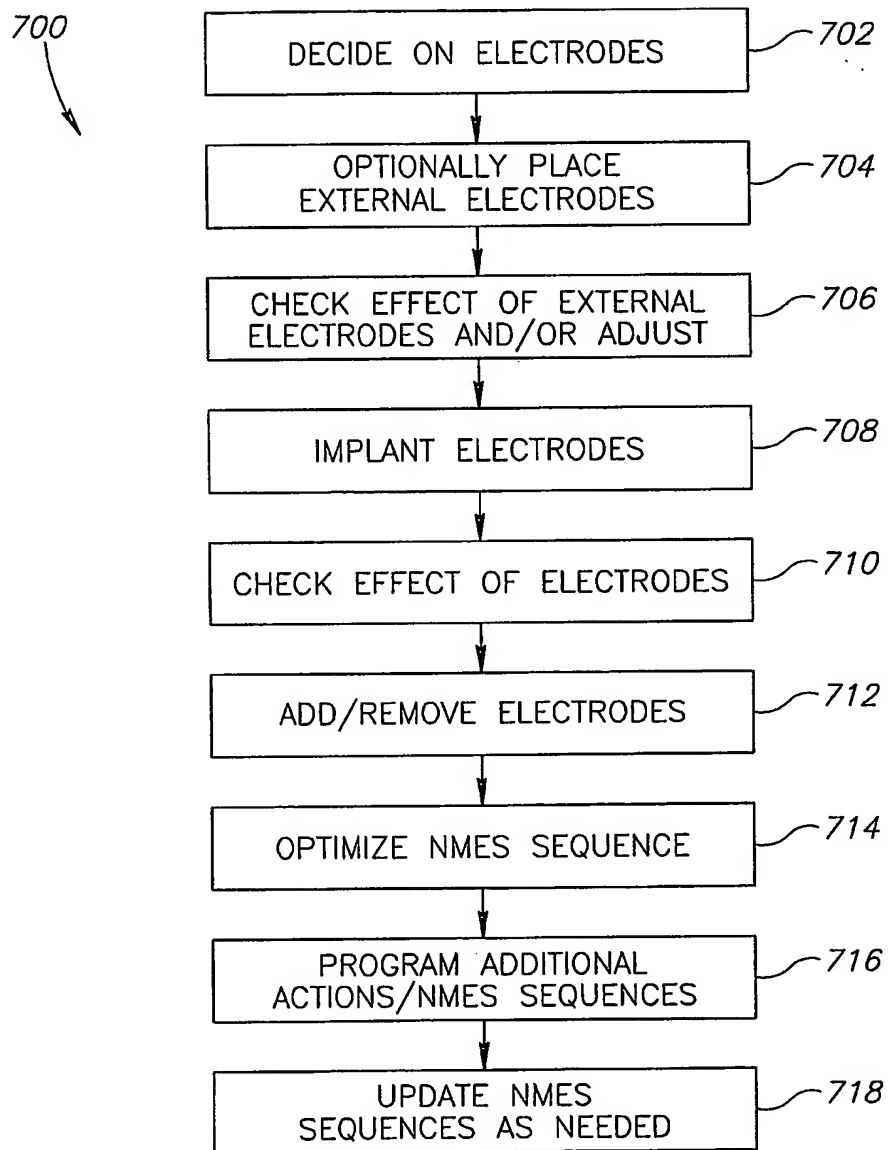 700
DECIDE ON ELECTRODES
702
OPTIONALLY PLACE
EXTERNAL ELECTRODES
704
CHECK EFFECT OF EXTERNAL
ELECTRODES AND/OR ADJUST
706
IMPLANT ELECTRODES
708
CHECK EFFECT OF ELECTRODES
710
ADD/REMOVE ELECTRODES
712
OPTIMIZE NMES SEQUENCE
714
PROGRAM ADDITIONAL
ACTIONS/NMES SEQUENCES
716
UPDATE NMES
SEQUENCES AS NEEDED
718